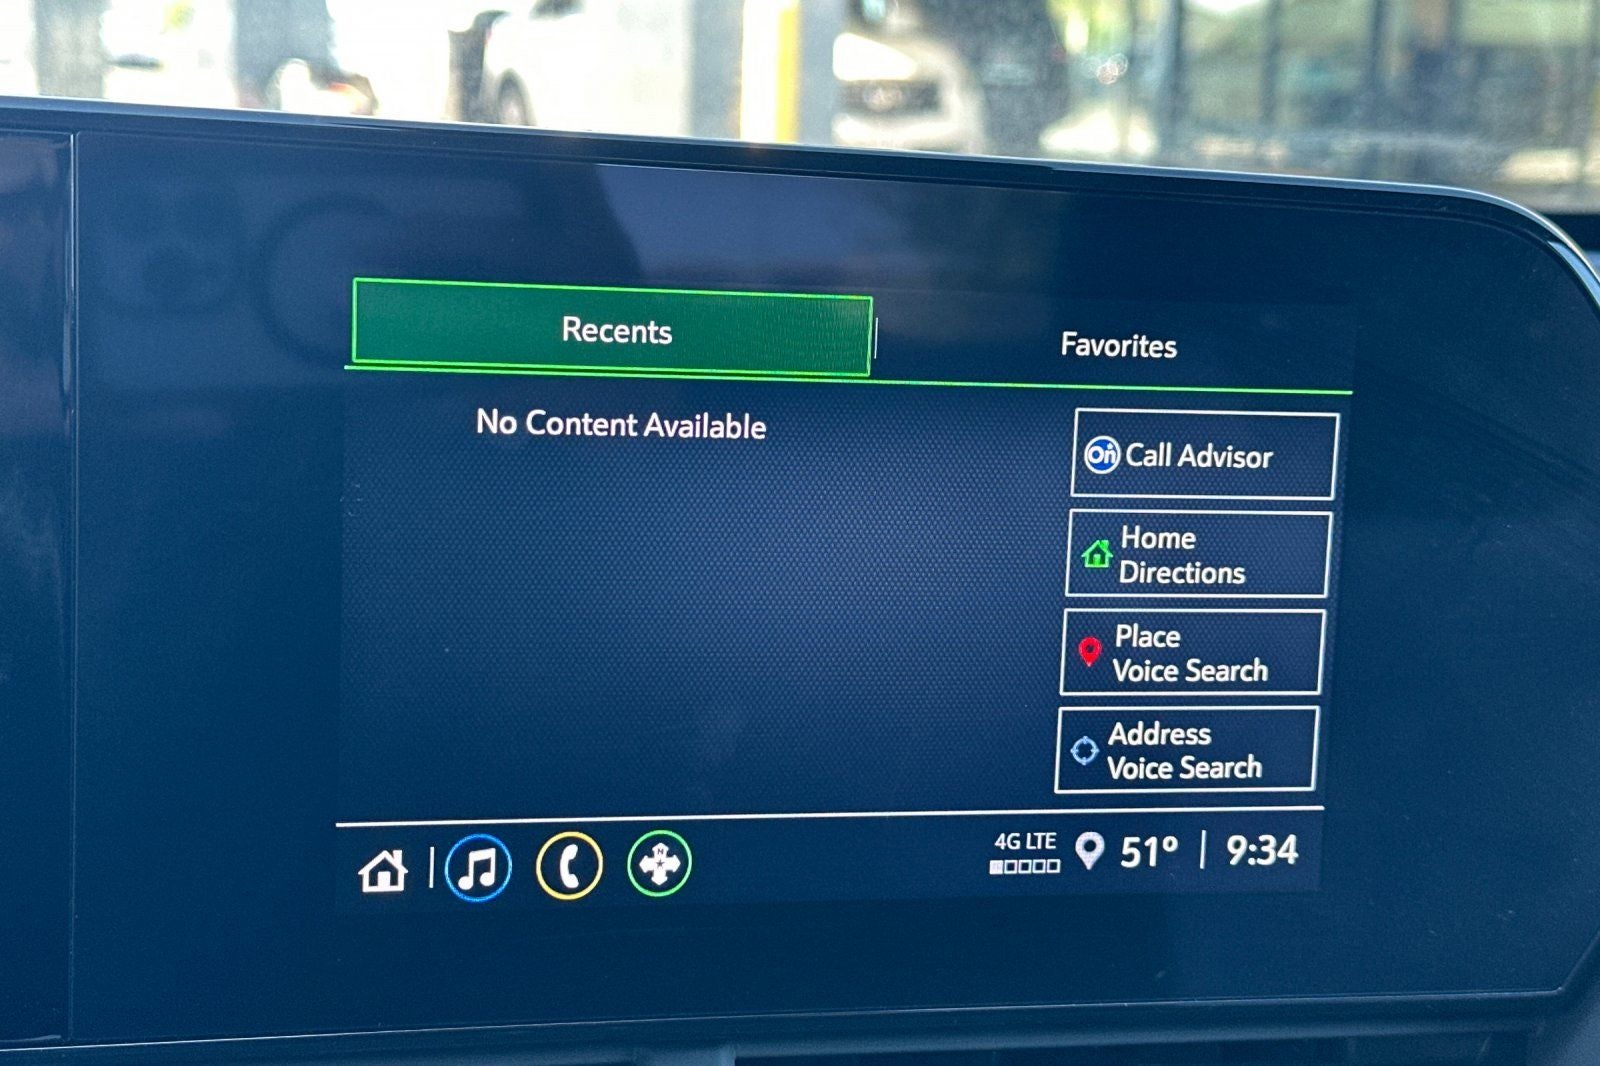 Recents
Favorites
No Content Available
On Call Advisor
Home
Directions
Place
Voice Search
Address
Voice Search
N
4G LTE
51° | 9:34